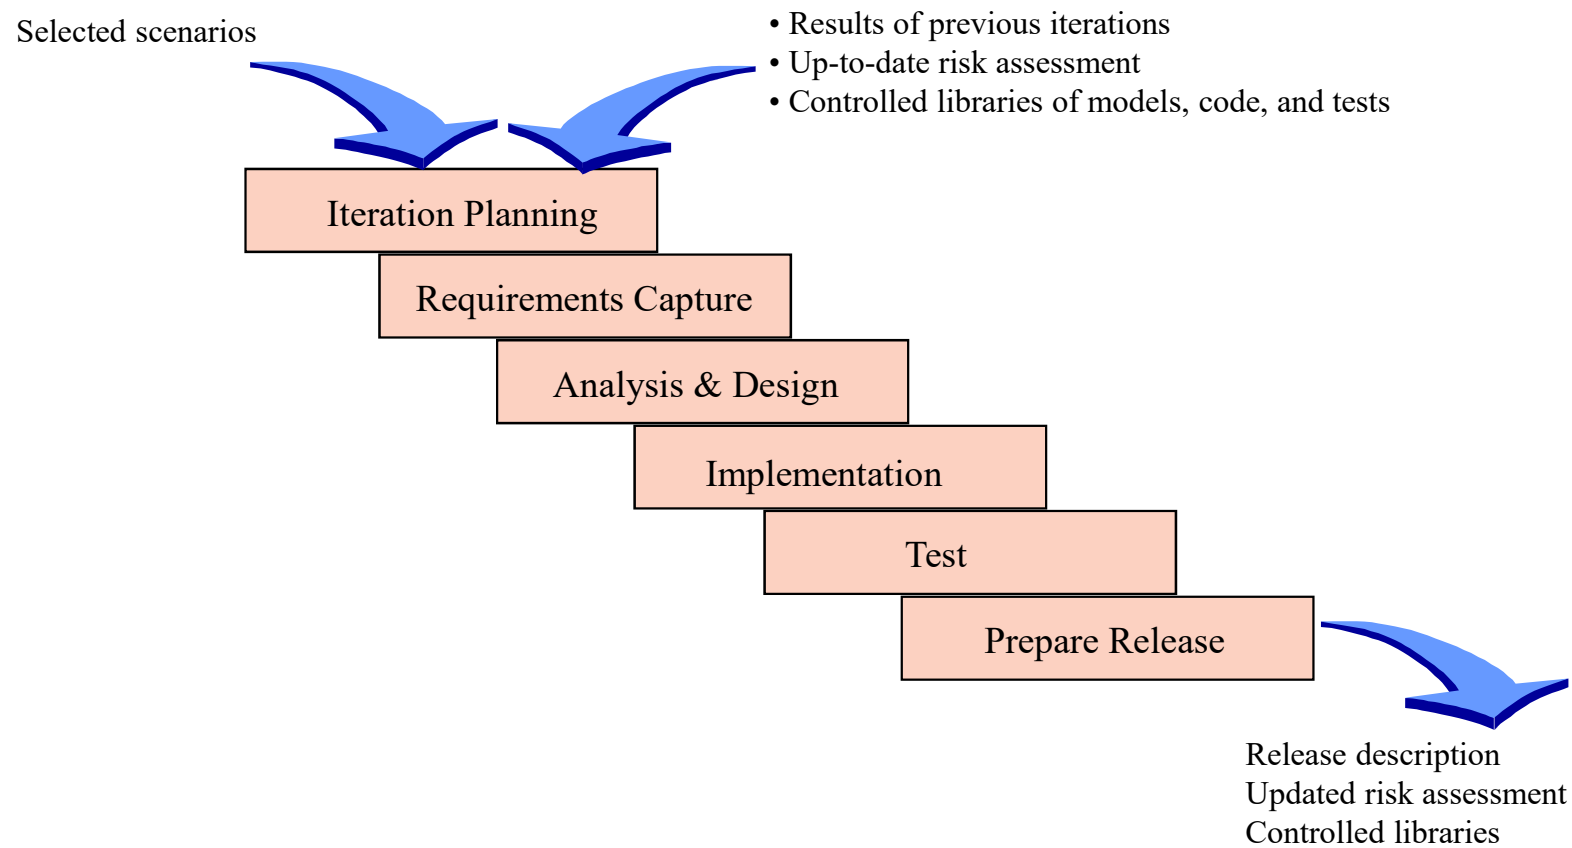 Selected scenarios
• Results of previous iterations
• Up-to-date risk assessment
• Controlled libraries of models, code, and tests
Iteration Planning
Requirements Capture
Analysis & Design
Implementation
Test
Prepare Release
Release description
Updated risk assessment
Controlled libraries